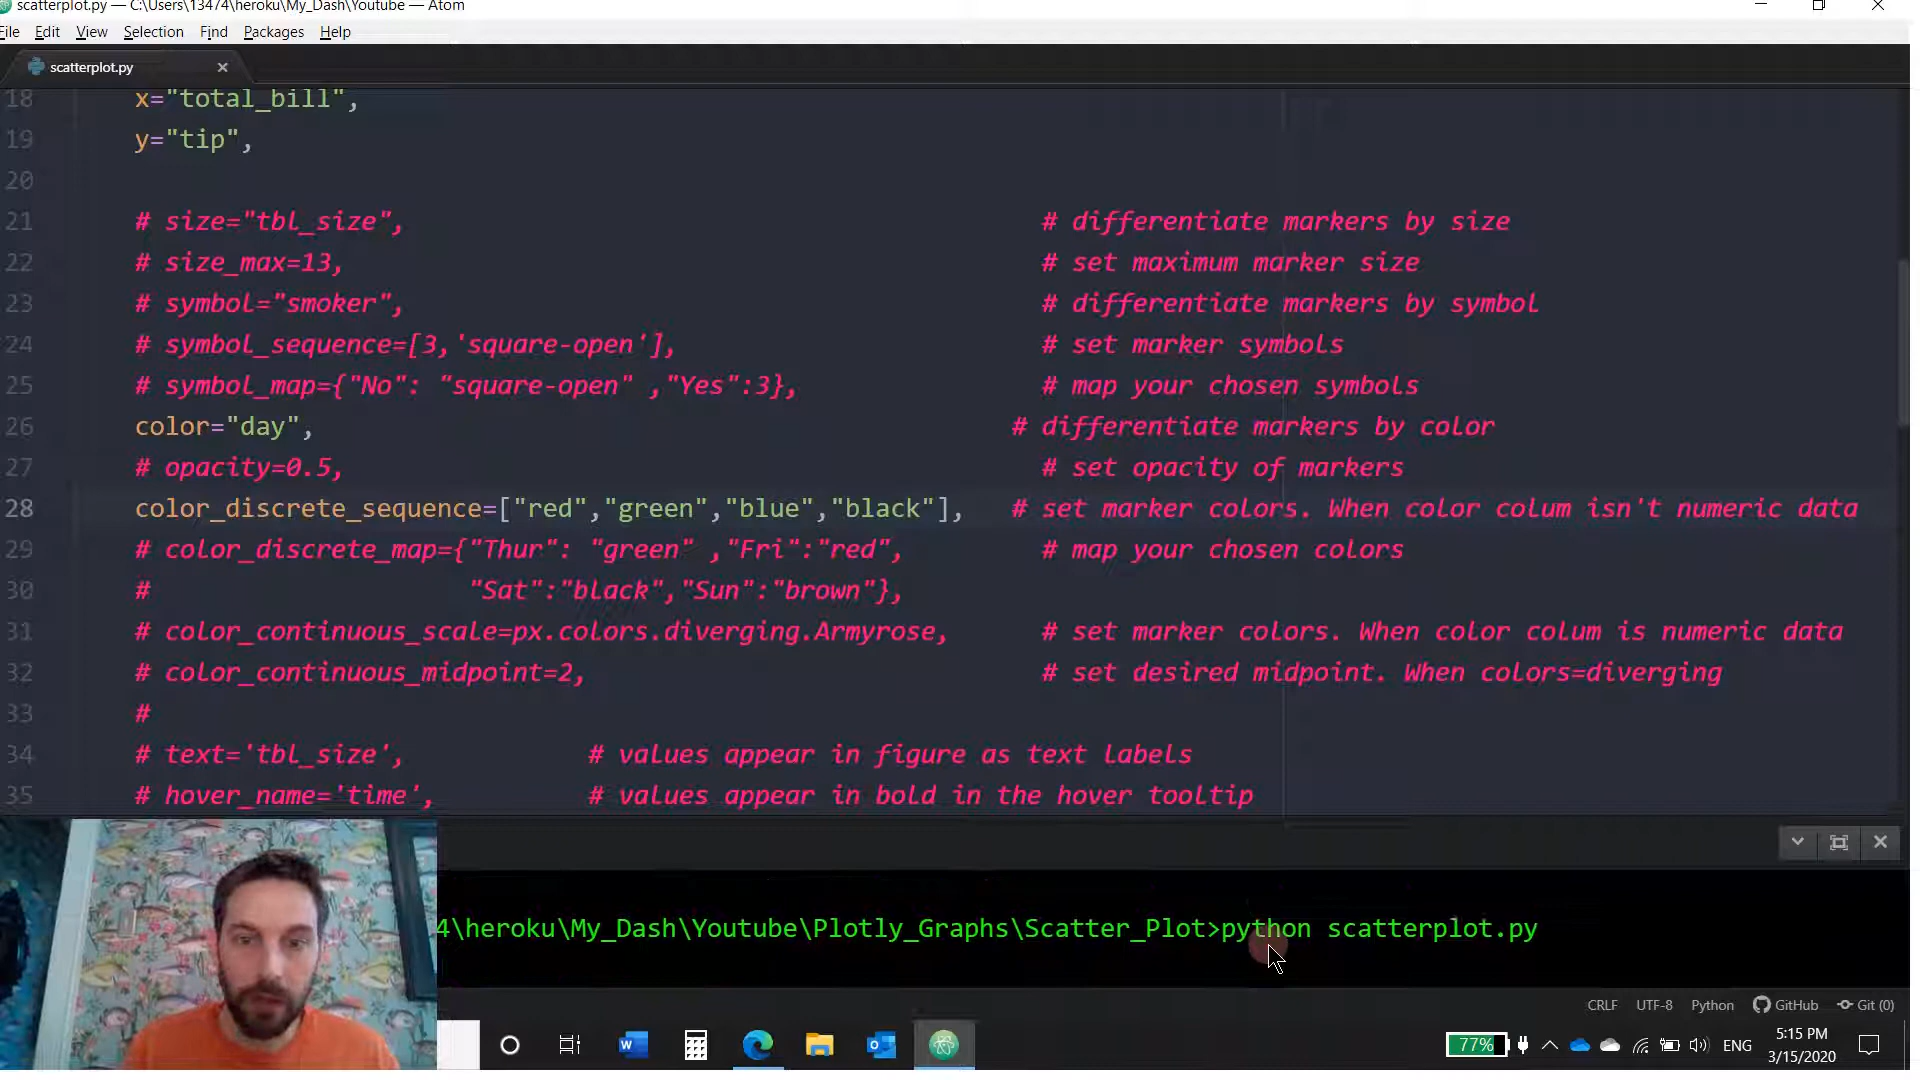 scatterplot.py — C:\Users\13474\heroku\My_Dash\Youtube — Atom
File Edit View Selection Find Packages Help
scatterplot.py
18 x="total_bill",
19 y="tip",
20
21 # size="tbl_size", # differentiate markers by size
22 # size_max=13, # set maximum marker size
23 # symbol="smoker", # differentiate markers by symbol
24 # symbol_sequence=[3,'square-open'], # set marker symbols
25 # symbol_map={"No": "square-open" ,"Yes":3}, # map your chosen symbols
26 color="day", # differentiate markers by color
27 # opacity=0.5, # set opacity of markers
28 color_discrete_sequence=["red","green","blue","black"], # set marker colors. When color colum isn't numeric data
29 # color_discrete_map={"Thur": "green" ,"Fri":"red", # map your chosen colors
30 # "Sat":"black","Sun":"brown"},
31 # color_continuous_scale=px.colors.diverging.Armyrose, # set marker colors. When color colum is numeric data
32 # color_continuous_midpoint=2, # set desired midpoint. When colors=diverging
33 #
34 # text='tbl_size', # values appear in figure as text labels
35 # hover_name='time', # values appear in bold in the hover tooltip
4\heroku\My_Dash\Youtube\Plotly_Graphs\Scatter_Plot>python scatterplot.py
CRLF UTF-8 Python GitHub Git (0)
77% ENG 5:15 PM
3/15/2020